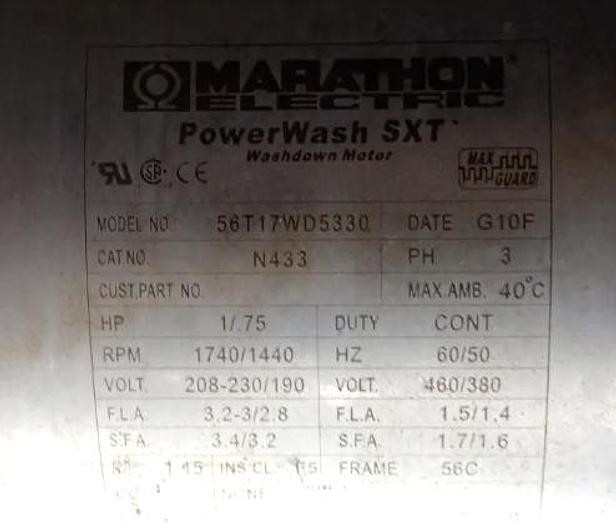 MARATHON
ELECTRIC
PowerWash SXT
Washdown Motor
MAX GUARD
CE
MODEL NO. 56T17WD5330 DATE G10F
CAT.NO. N433 PH 3
CUST.PART NO. MAX.AMB. 40°C
HP 1/.75 DUTY CONT
RPM 1740/1440 HZ 60/50
VOLT. 208-230/190 VOLT. 460/380
F.L.A. 3.2-3/2.8 F.L.A. 1.5/1.4
S.F.A. 3.4/3.2 S.F.A. 1.7/1.6
1.15 INS CL FRAME 56C